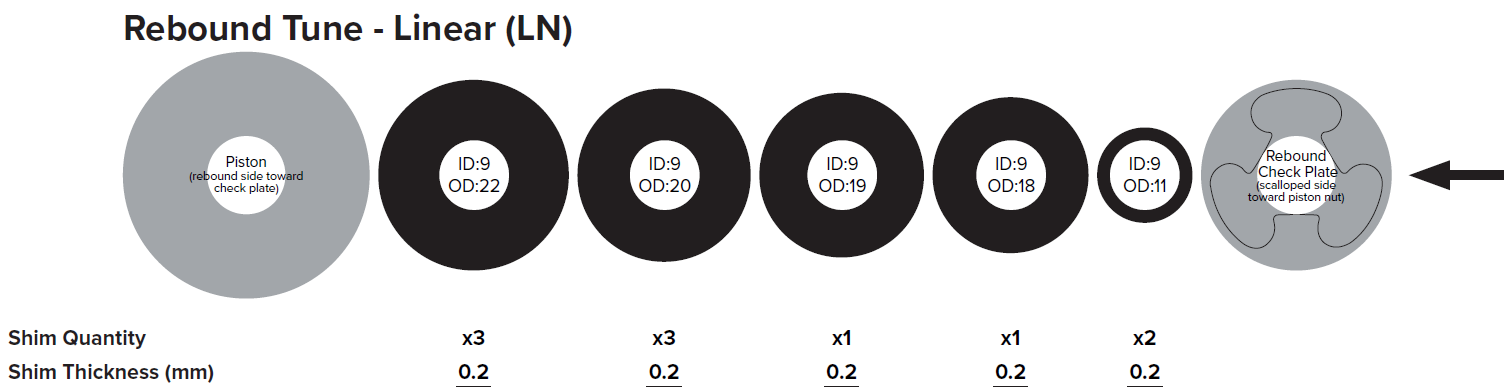 Rebound Tune - Linear (LN)
Piston
(rebound side toward
check plate)
ID:9
OD:22
ID:9
OD:20
ID:9
OD:19
ID:9
OD:18
ID:9
OD:11
Rebound
Check Plate
(scalloped side
toward piston nut)
Shim Quantity x3 x3 x1 x1 x2
Shim Thickness (mm) 0.2 0.2 0.2 0.2 0.2